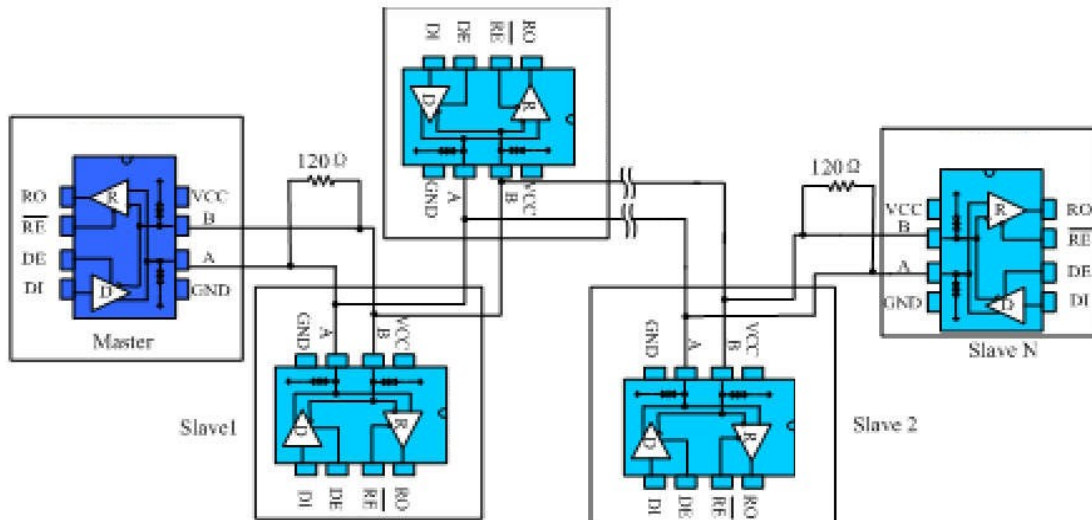 DI DE RE RO
D R
GND A B VCC
120 Ω
RO
RE
DE
DI
R
D
VCC
B
A
GND
Master
120 Ω
VCC
B
A
GND
R
D
RO
RE
DE
DI
Slave N
GND A B VCC
D R
DI DE RE RO
Slave1
GND A B VCC
D R
DI DE RE RO
Slave 2